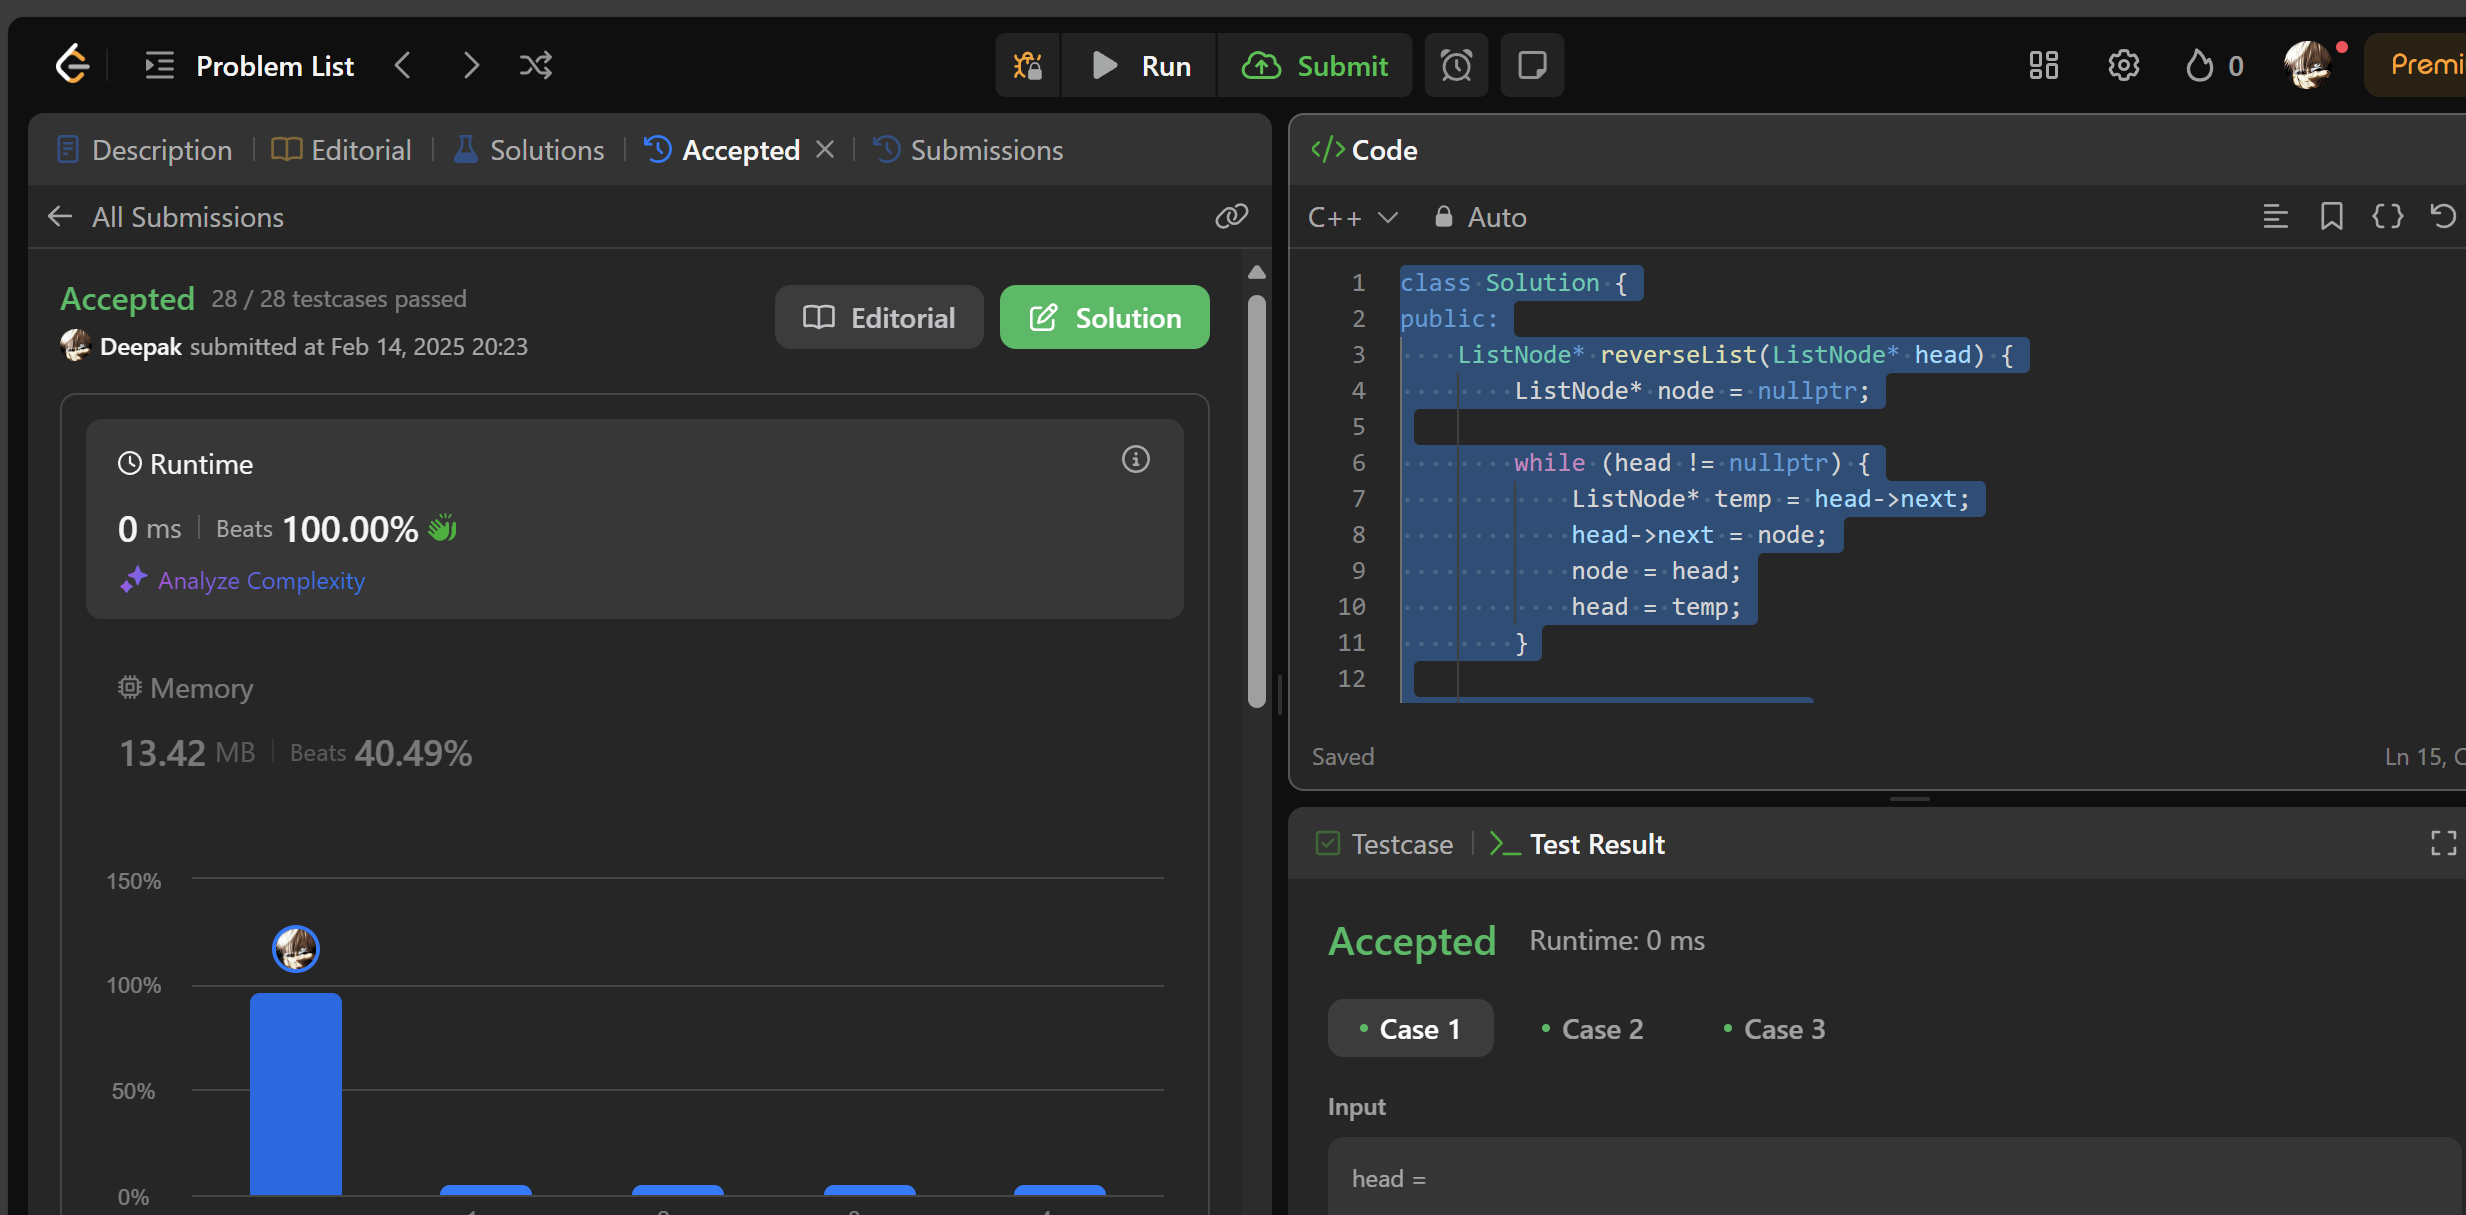 Problem List
Run
Submit
0
Premi
Description
Editorial
Solutions
Accepted
Submissions
All Submissions
Accepted 28 / 28 testcases passed
Deepak submitted at Feb 14, 2025 20:23
Editorial
Solution
Runtime
0 ms Beats 100.00%
Analyze Complexity
Memory
13.42 MB Beats 40.49%
150%
100%
50%
0%
</> Code
C++ Auto
1 class Solution {
2 public:
3 ListNode* reverseList(ListNode* head) {
4 ListNode* node = nullptr;
5
6 while (head != nullptr) {
7 ListNode* temp = head->next;
8 head->next = node;
9 node = head;
10 head = temp;
11 }
12
Saved
Ln 15, C
Testcase
Test Result
Accepted Runtime: 0 ms
Case 1
Case 2
Case 3
Input
head =